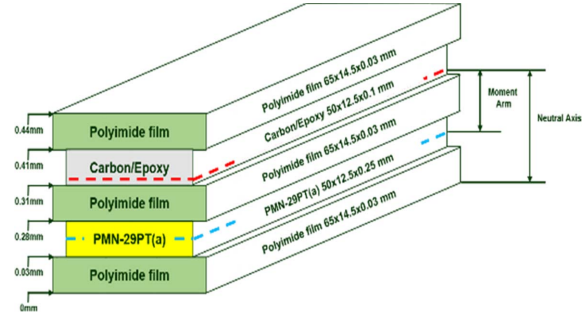 Polyimide film 65x14.5x0.03 mm
Carbon/Epoxy 50x12.5x0.1 mm
Polyimide film 65x14.5x0.03 mm
PMN-29PT(a) 50x12.5x0.25 mm
Polyimide film 65x14.5x0.03 mm
Moment
Arm
Neutral Axis
0.44mm
Polyimide film
0.41mm
Carbon/Epoxy
0.31mm
Polyimide film
0.28mm
PMN-29PT(a)
0.03mm
Polyimide film
0mm